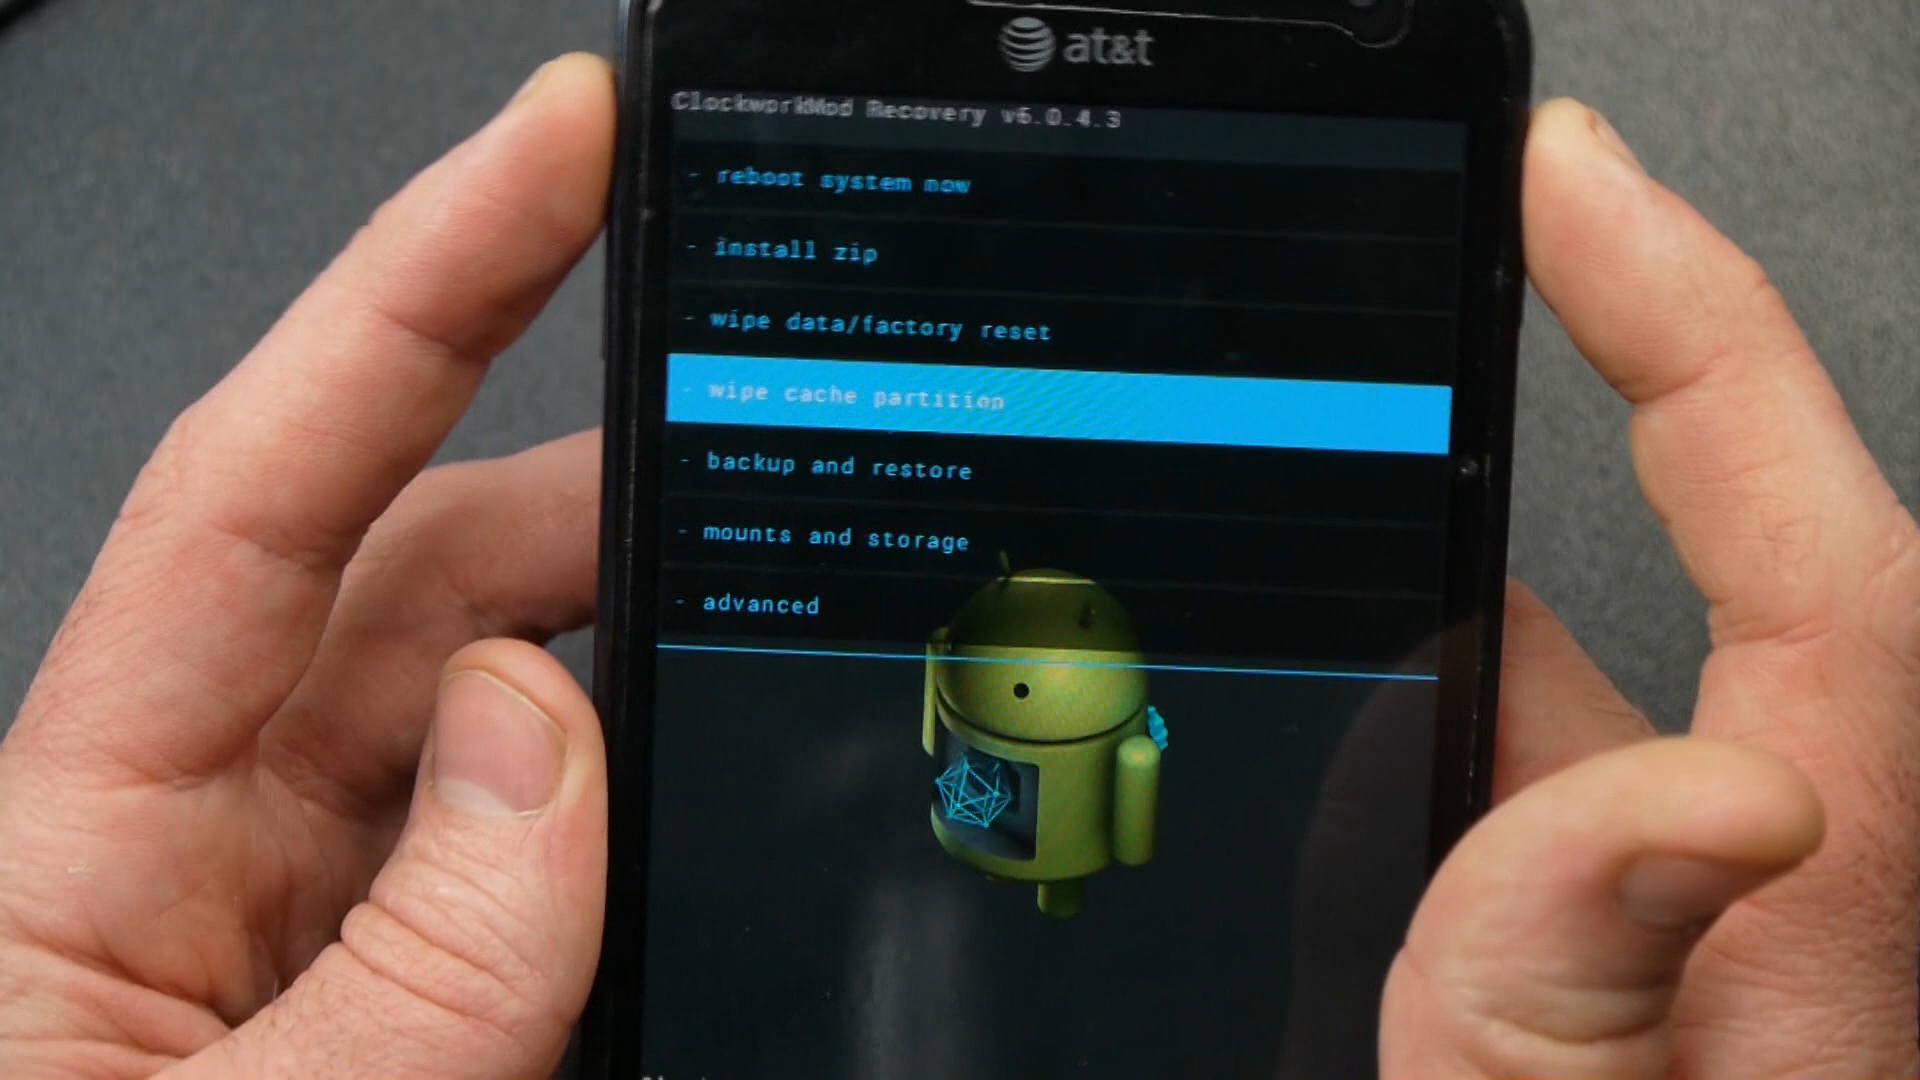 at&t
ClockworkMod Recovery v6.0.4.3
- reboot system now
- install zip
- wipe data/factory reset
- wipe cache partition
- backup and restore
- mounts and storage
- advanced